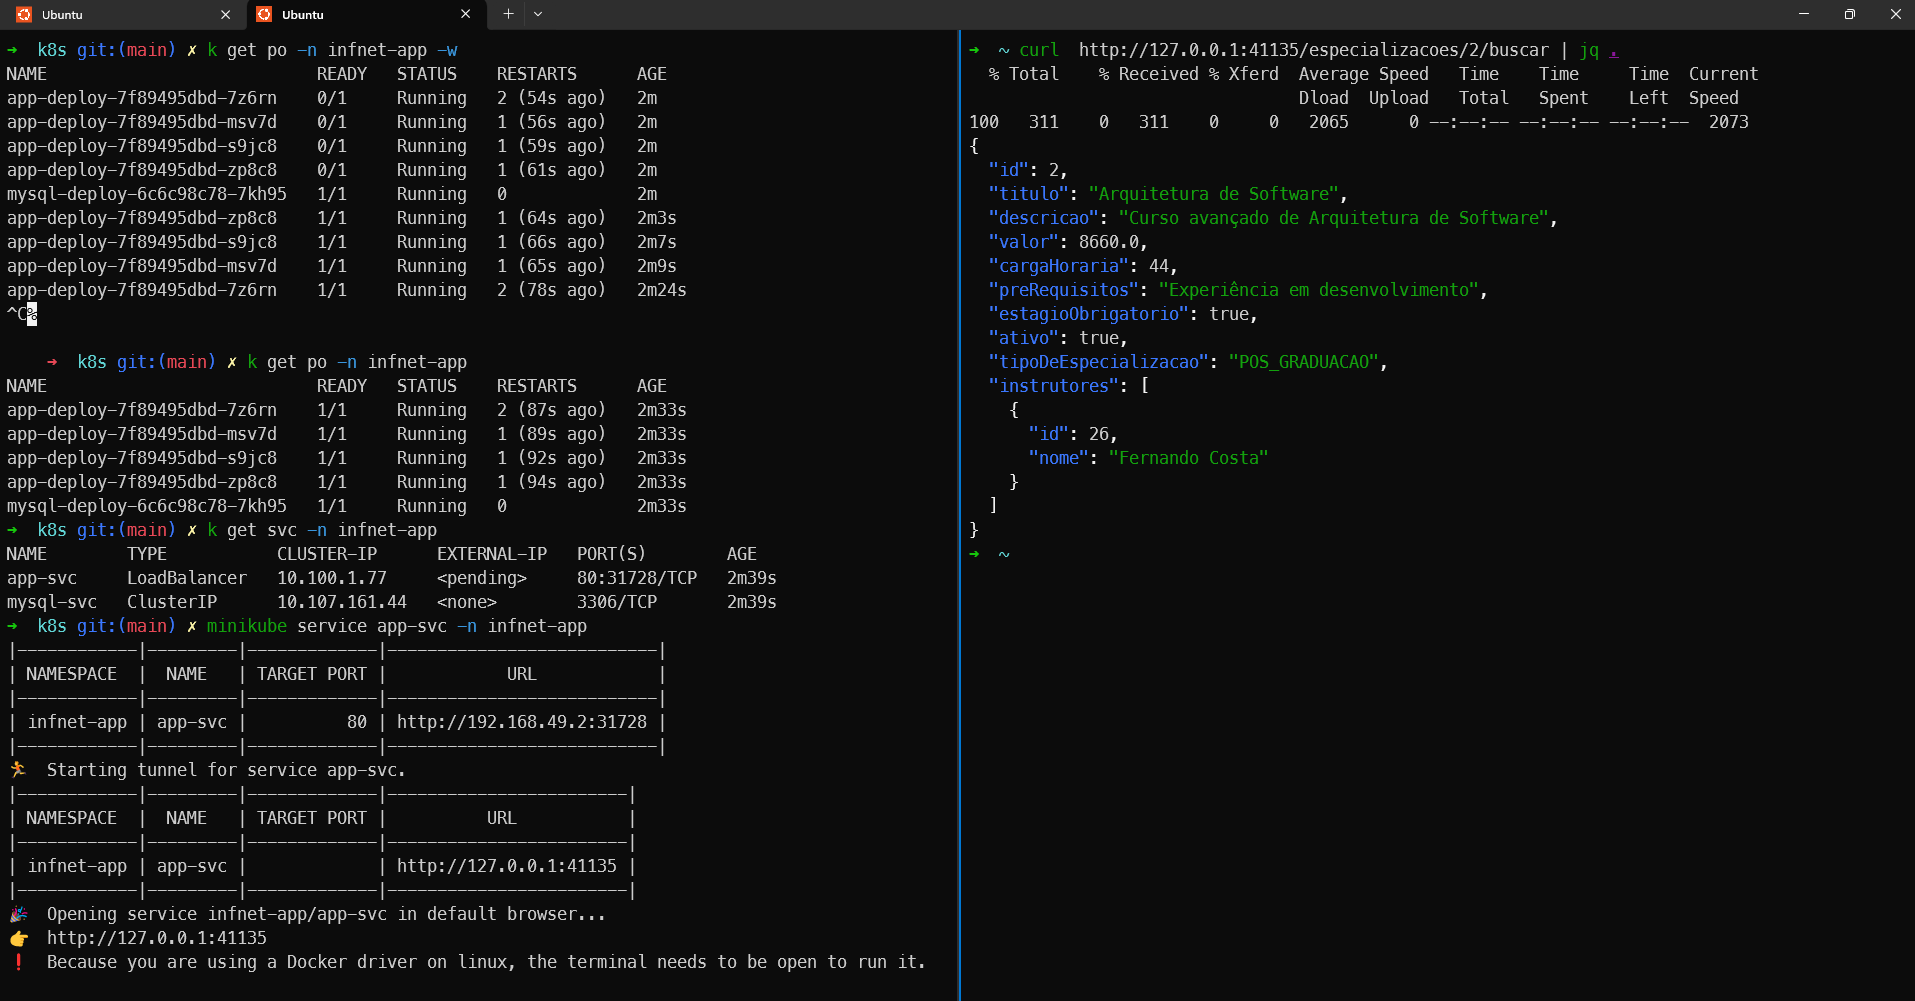 Ubuntu
Ubuntu
➜  k8s git:(main) ✗ k get po -n infnet-app -w
NAME                           READY   STATUS    RESTARTS      AGE
app-deploy-7f89495dbd-7z6rn    0/1     Running   2 (54s ago)   2m
app-deploy-7f89495dbd-msv7d    0/1     Running   1 (56s ago)   2m
app-deploy-7f89495dbd-s9jc8    0/1     Running   1 (59s ago)   2m
app-deploy-7f89495dbd-zp8c8    0/1     Running   1 (61s ago)   2m
mysql-deploy-6c6c98c78-7kh95   1/1     Running   0             2m
app-deploy-7f89495dbd-zp8c8    1/1     Running   1 (64s ago)   2m3s
app-deploy-7f89495dbd-s9jc8    1/1     Running   1 (66s ago)   2m7s
app-deploy-7f89495dbd-msv7d    1/1     Running   1 (65s ago)   2m9s
app-deploy-7f89495dbd-7z6rn    1/1     Running   2 (78s ago)   2m24s
^C%
➜  k8s git:(main) ✗ k get po -n infnet-app
NAME                           READY   STATUS    RESTARTS      AGE
app-deploy-7f89495dbd-7z6rn    1/1     Running   2 (87s ago)   2m33s
app-deploy-7f89495dbd-msv7d    1/1     Running   1 (89s ago)   2m33s
app-deploy-7f89495dbd-s9jc8    1/1     Running   1 (92s ago)   2m33s
app-deploy-7f89495dbd-zp8c8    1/1     Running   1 (94s ago)   2m33s
mysql-deploy-6c6c98c78-7kh95   1/1     Running   0             2m33s
➜  k8s git:(main) ✗ k get svc -n infnet-app
NAME        TYPE           CLUSTER-IP      EXTERNAL-IP   PORT(S)        AGE
app-svc     LoadBalancer   10.100.1.77     <pending>     80:31728/TCP   2m39s
mysql-svc   ClusterIP      10.107.161.44   <none>        3306/TCP       2m39s
➜  k8s git:(main) ✗ minikube service app-svc -n infnet-app
|------------|---------|-------------|---------------------------|
| NAMESPACE  |  NAME   | TARGET PORT |            URL            |
|------------|---------|-------------|---------------------------|
| infnet-app | app-svc |          80 | http://192.168.49.2:31728 |
|------------|---------|-------------|---------------------------|
🏃  Starting tunnel for service app-svc.
|------------|---------|-------------|------------------------|
| NAMESPACE  |  NAME   | TARGET PORT |          URL           |
|------------|---------|-------------|------------------------|
| infnet-app | app-svc |             | http://127.0.0.1:41135 |
|------------|---------|-------------|------------------------|
🎉  Opening service infnet-app/app-svc in default browser...
👉  http://127.0.0.1:41135
❗  Because you are using a Docker driver on linux, the terminal needs to be open to run it.
➜  ~ curl  http://127.0.0.1:41135/especializacoes/2/buscar | jq .
  % Total    % Received % Xferd  Average Speed   Time    Time     Time  Current
                                 Dload  Upload   Total   Spent    Left  Speed
100   311    0   311    0     0   2065      0 --:--:-- --:--:-- --:--:--  2073
{
  "id": 2,
  "titulo": "Arquitetura de Software",
  "descricao": "Curso avançado de Arquitetura de Software",
  "valor": 8660.0,
  "cargaHoraria": 44,
  "preRequisitos": "Experiência em desenvolvimento",
  "estagioObrigatorio": true,
  "ativo": true,
  "tipoDeEspecializacao": "POS_GRADUACAO",
  "instrutores": [
    {
      "id": 26,
      "nome": "Fernando Costa"
    }
  ]
}
➜  ~